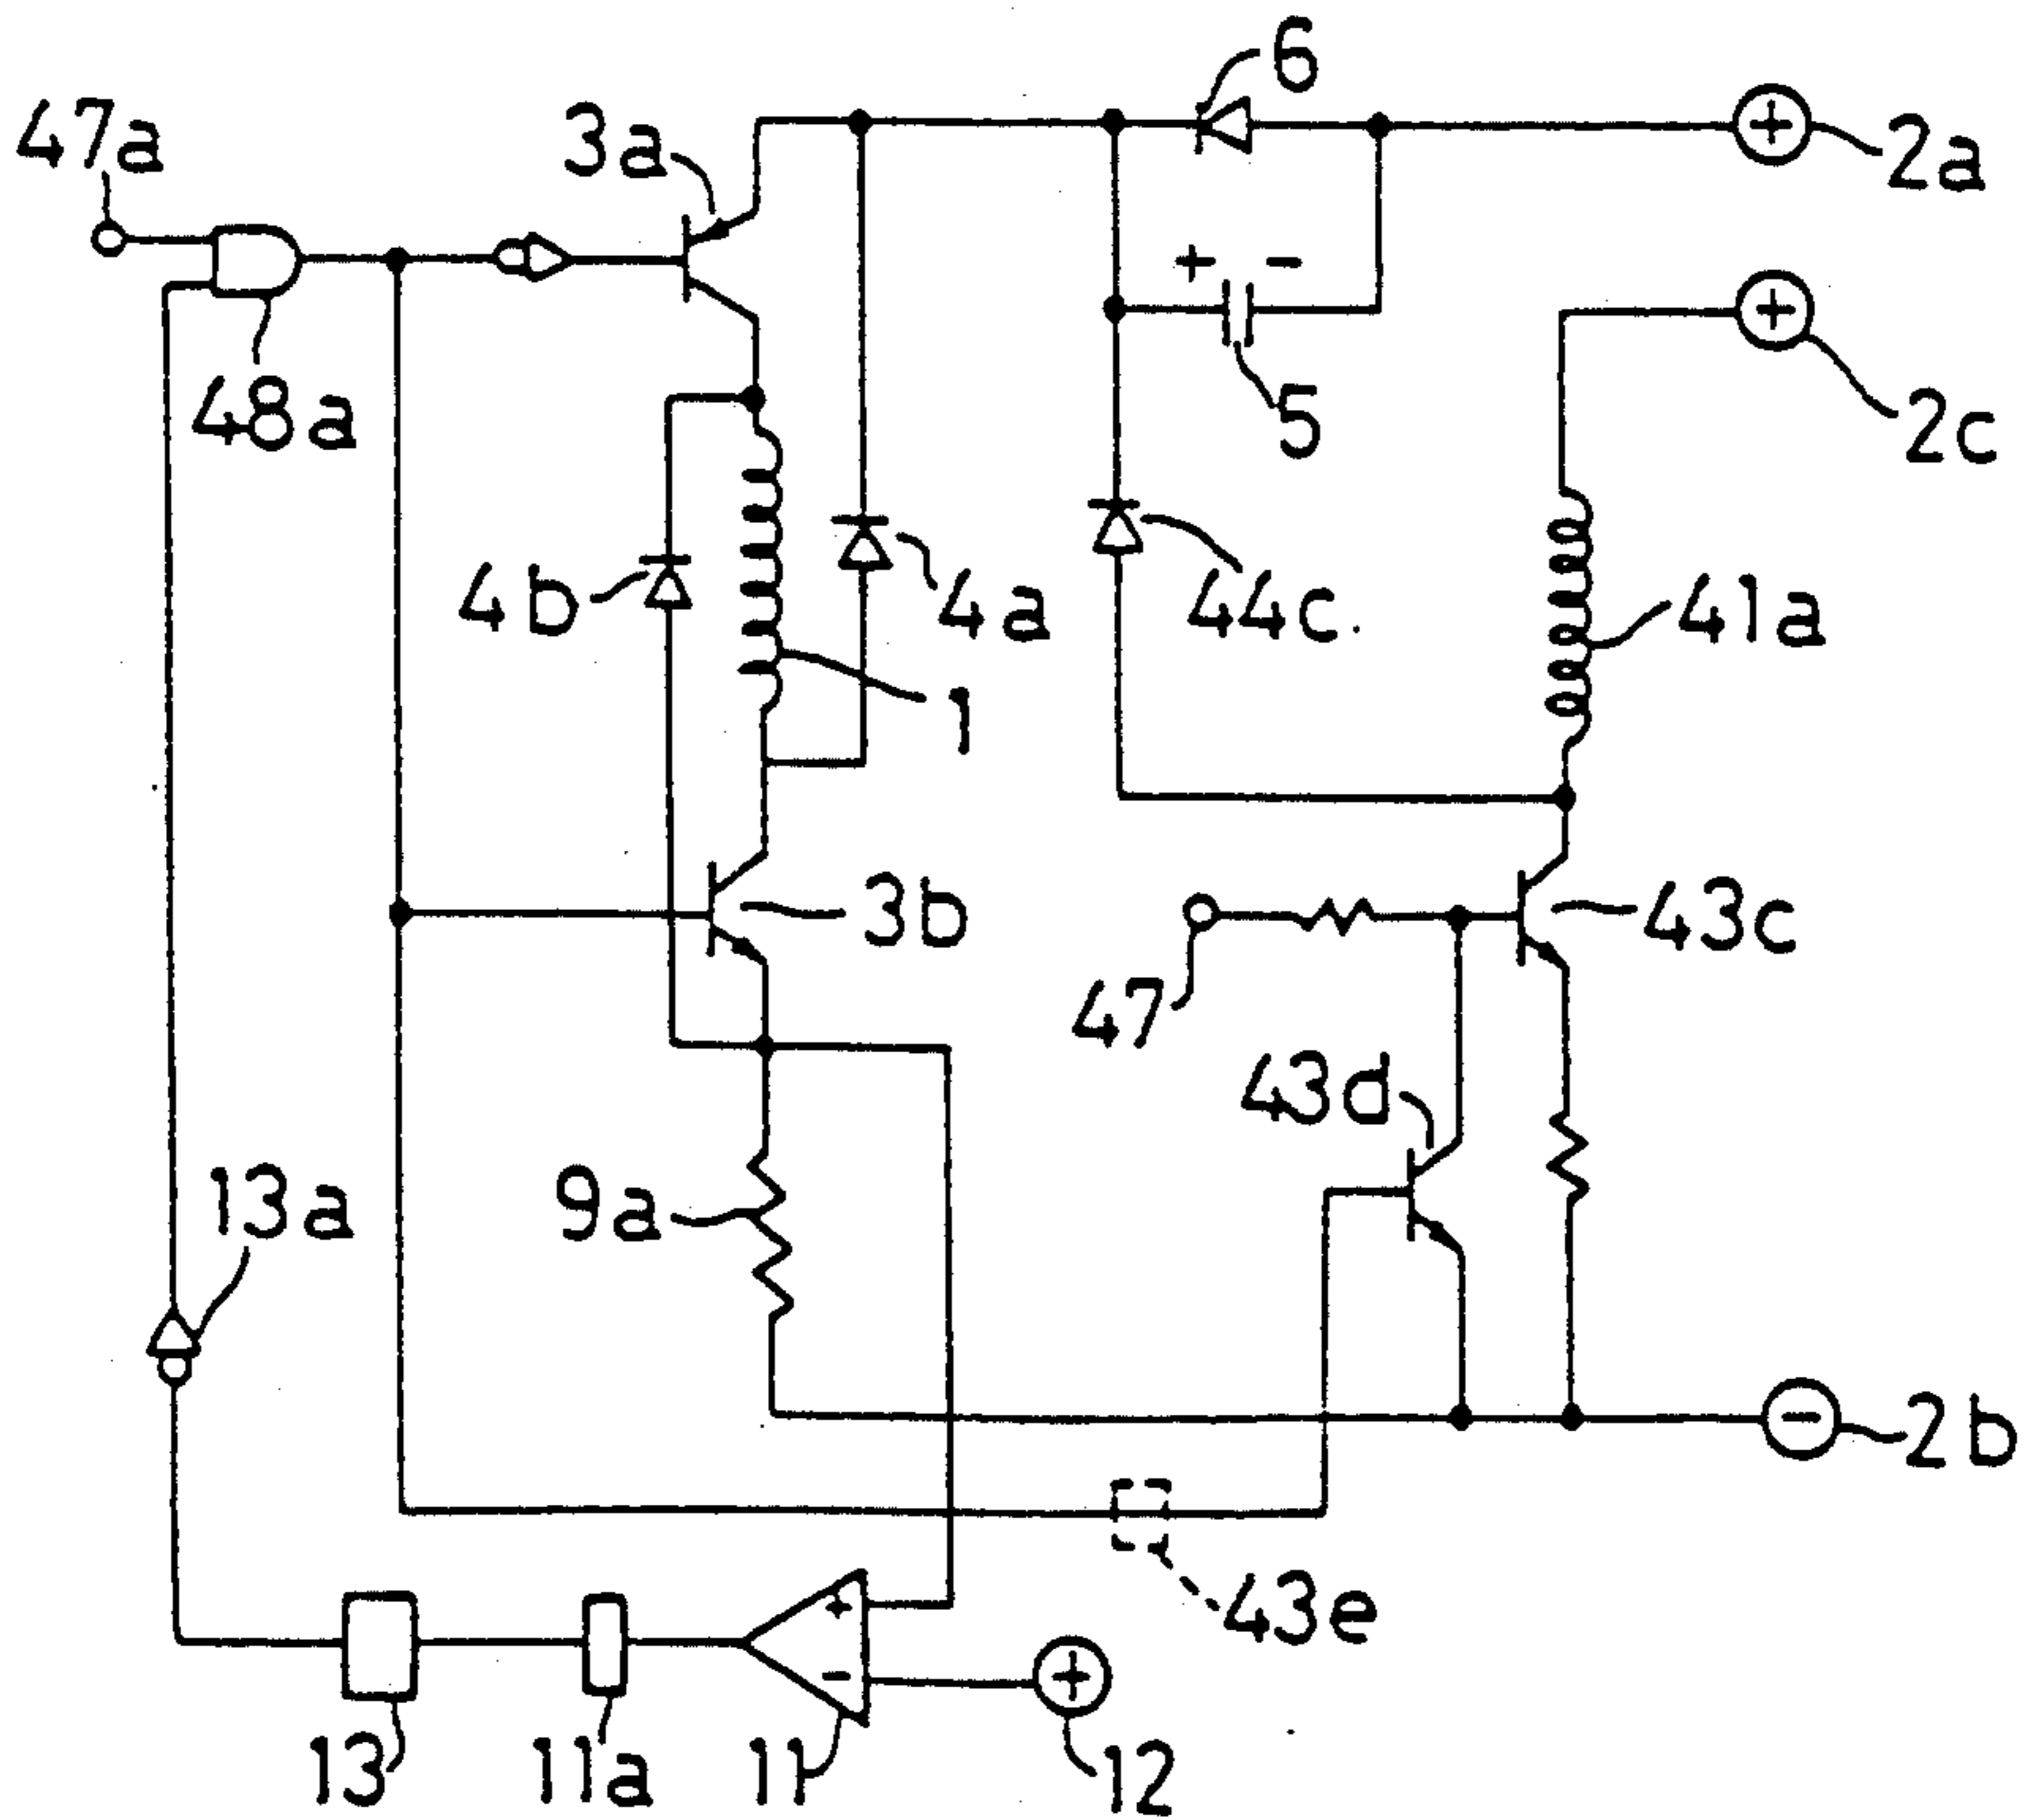 6
47a
3a
+
2a
+ -
+
48a
5
2c
4b
4a
44c
41a
1
3b
43c
47
43d
13a
9a
-
2b
43e
+
-
+
13
11a
11
12